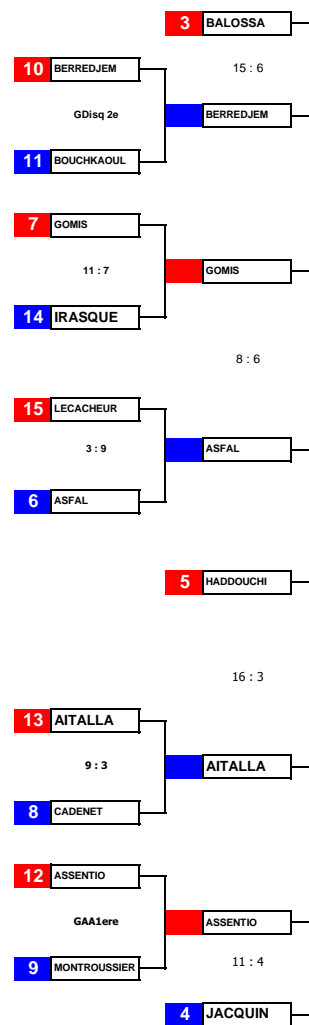 3 BALOSSA
10 BERREDJEM
15 : 6
GDisq 2e
BERREDJEM
11 BOUCHKAOUL
7 GOMIS
11 : 7
GOMIS
14 IRASQUE
8 : 6
15 LECACHEUR
3 : 9
ASFAL
6 ASFAL
5 HADDOUCHI
16 : 3
13 AITALLA
9 : 3
AITALLA
8 CADENET
12 ASSENTIO
GAA1ere
ASSENTIO
9 MONTROUSSIER
11 : 4
4 JACQUIN